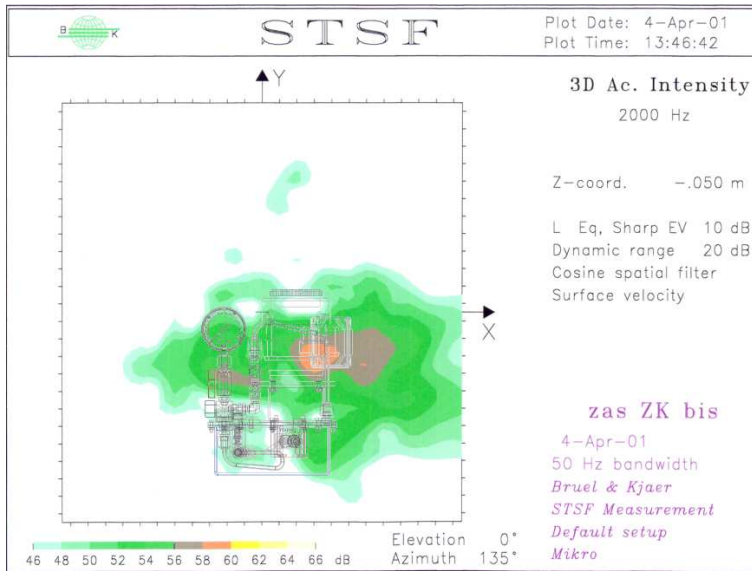 B K
STSF
Plot Date: 4-Apr-01
Plot Time: 13:46:42
Y
X
3D Ac. Intensity
2000 Hz
Z-coord. -.050 m
L Eq, Sharp EV 10 dB
Dynamic range 20 dB
Cosine spatial filter
Surface velocity
zas ZK bis
4-Apr-01
50 Hz bandwidth
Bruel & Kjaer
STSF Measurement
Default setup
Mikro
46 48 50 52 54 56 58 60 62 64 66 dB
Elevation 0°
Azimuth 135°